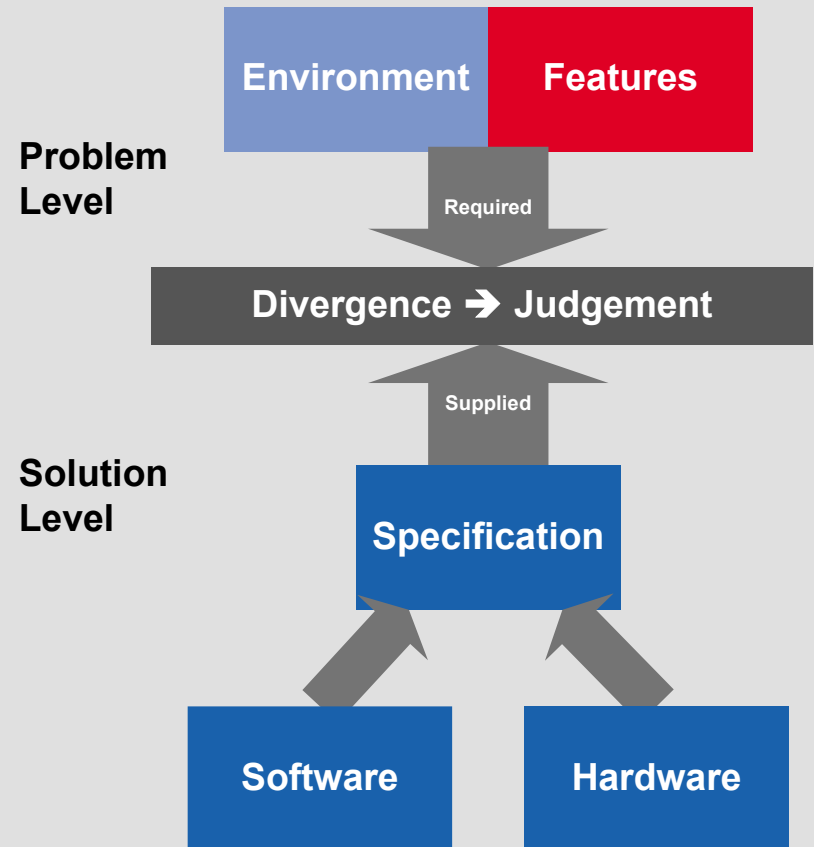 Environment
Features
Problem
Level
Required
Divergence ➔ Judgement
Supplied
Solution
Level
Specification
Software
Hardware